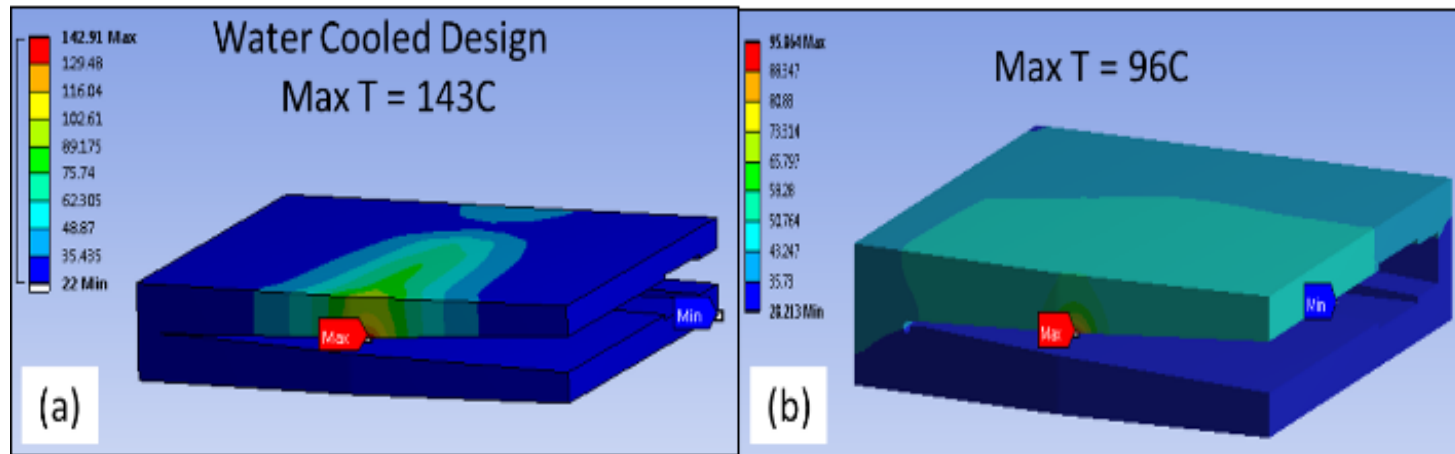 142.91 Max
129.48
116.04
102.61
89.175
75.74
62.305
48.87
35.435
22 Min
Water Cooled Design
Max T = 143C
Max
Min
(a)
95.864 Max
88.347
80.83
73.314
65.797
58.28
50.764
43.247
35.73
28.213 Min
Max T = 96C
Min
Max
(b)